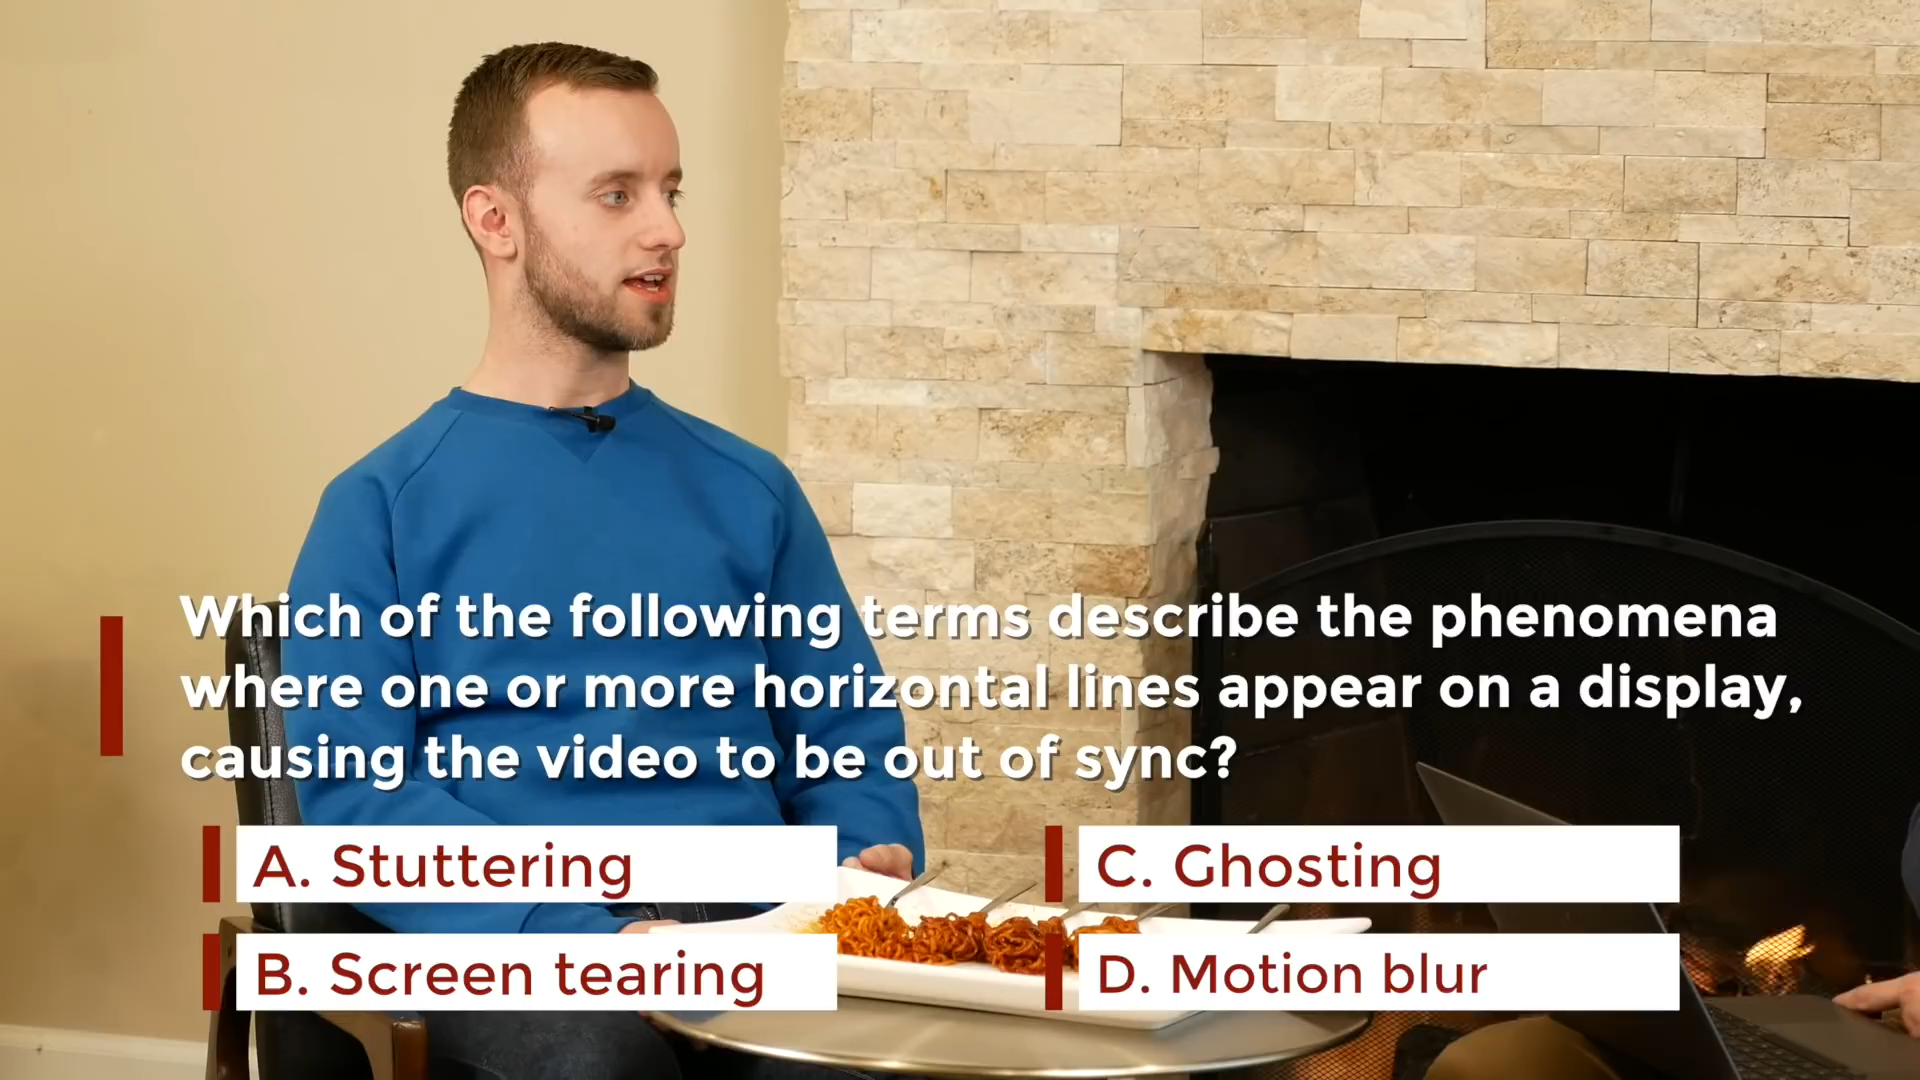 Which of the following terms describe the phenomena
where one or more horizontal lines appear on a display,
causing the video to be out of sync?
A. Stuttering
B. Screen tearing
C. Ghosting
D. Motion blur